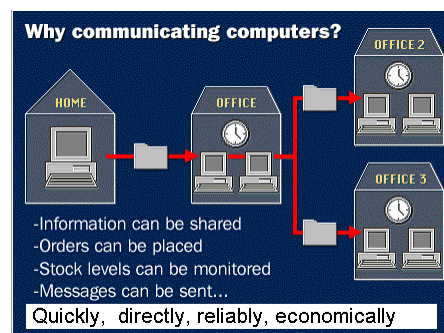 Why communicating computers?
OFFICE 2
HOME
OFFICE
OFFICE 3
-Information can be shared
-Orders can be placed
-Stock levels can be monitored
-Messages can be sent...
Quickly, directly, reliably, economically